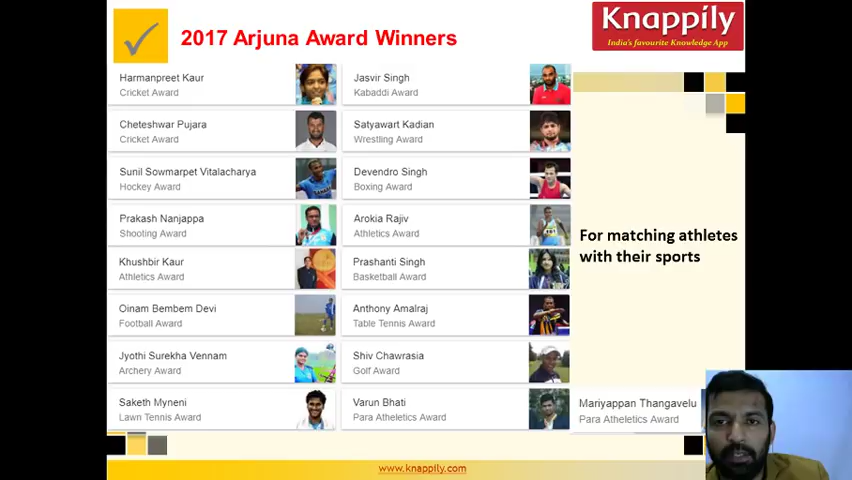 2017 Arjuna Award Winners
Knappily
India's favourite Knowledge App
Harmanpreet Kaur
Cricket Award
Jasvir Singh
Kabaddi Award
Cheteshwar Pujara
Cricket Award
Satyawart Kadian
Wrestling Award
Sunil Sowmarpet Vitalacharya
Hockey Award
Devendro Singh
Boxing Award
Prakash Nanjappa
Shooting Award
Arokia Rajiv
Athletics Award
For matching athletes
with their sports
Khushbir Kaur
Athletics Award
Prashanti Singh
Basketball Award
Oinam Bembem Devi
Football Award
Anthony Amalraj
Table Tennis Award
Jyothi Surekha Vennam
Archery Award
Shiv Chawrasia
Golf Award
Saketh Myneni
Lawn Tennis Award
Varun Bhati
Para Atheletics Award
Mariyappan Thangavelu
Para Atheletics Award
www.knappily.com